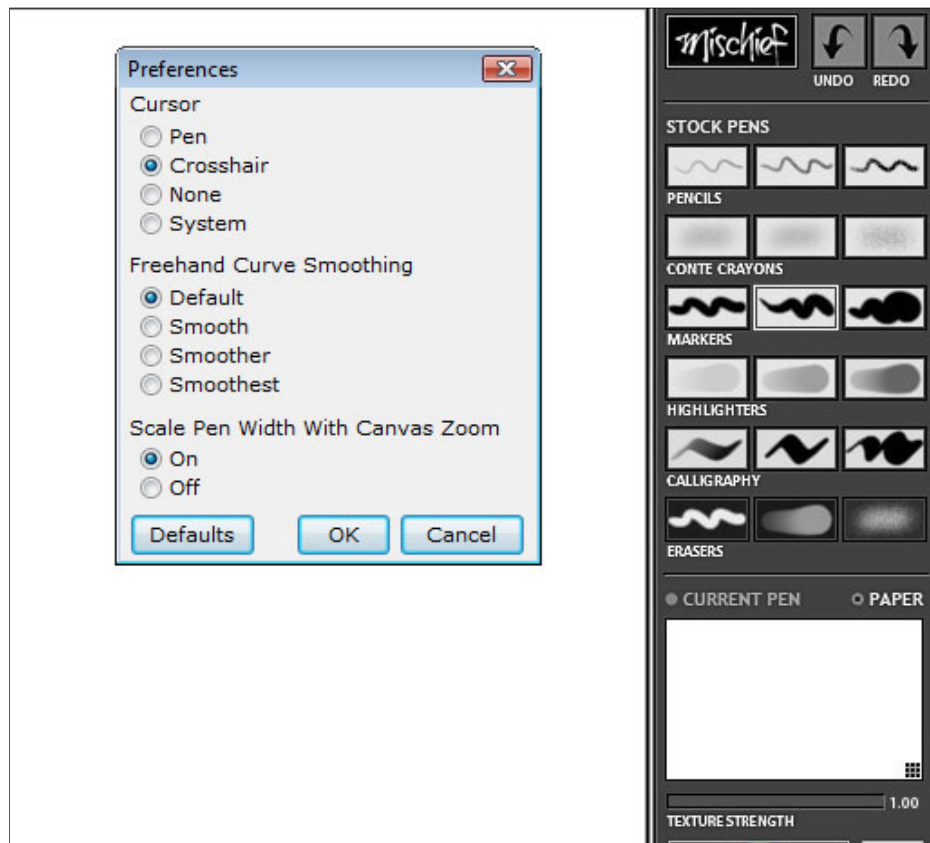 Preferences
Cursor
Pen
Crosshair
None
System
Freehand Curve Smoothing
Default
Smooth
Smoother
Smoothest
Scale Pen Width With Canvas Zoom
On
Off
Defaults OK Cancel
Mischief
UNDO REDO
STOCK PENS
PENCILS
CONTE CRAYONS
MARKERS
HIGHLIGHTERS
CALLIGRAPHY
ERASERS
CURRENT PEN PAPER
1.00
TEXTURE STRENGTH